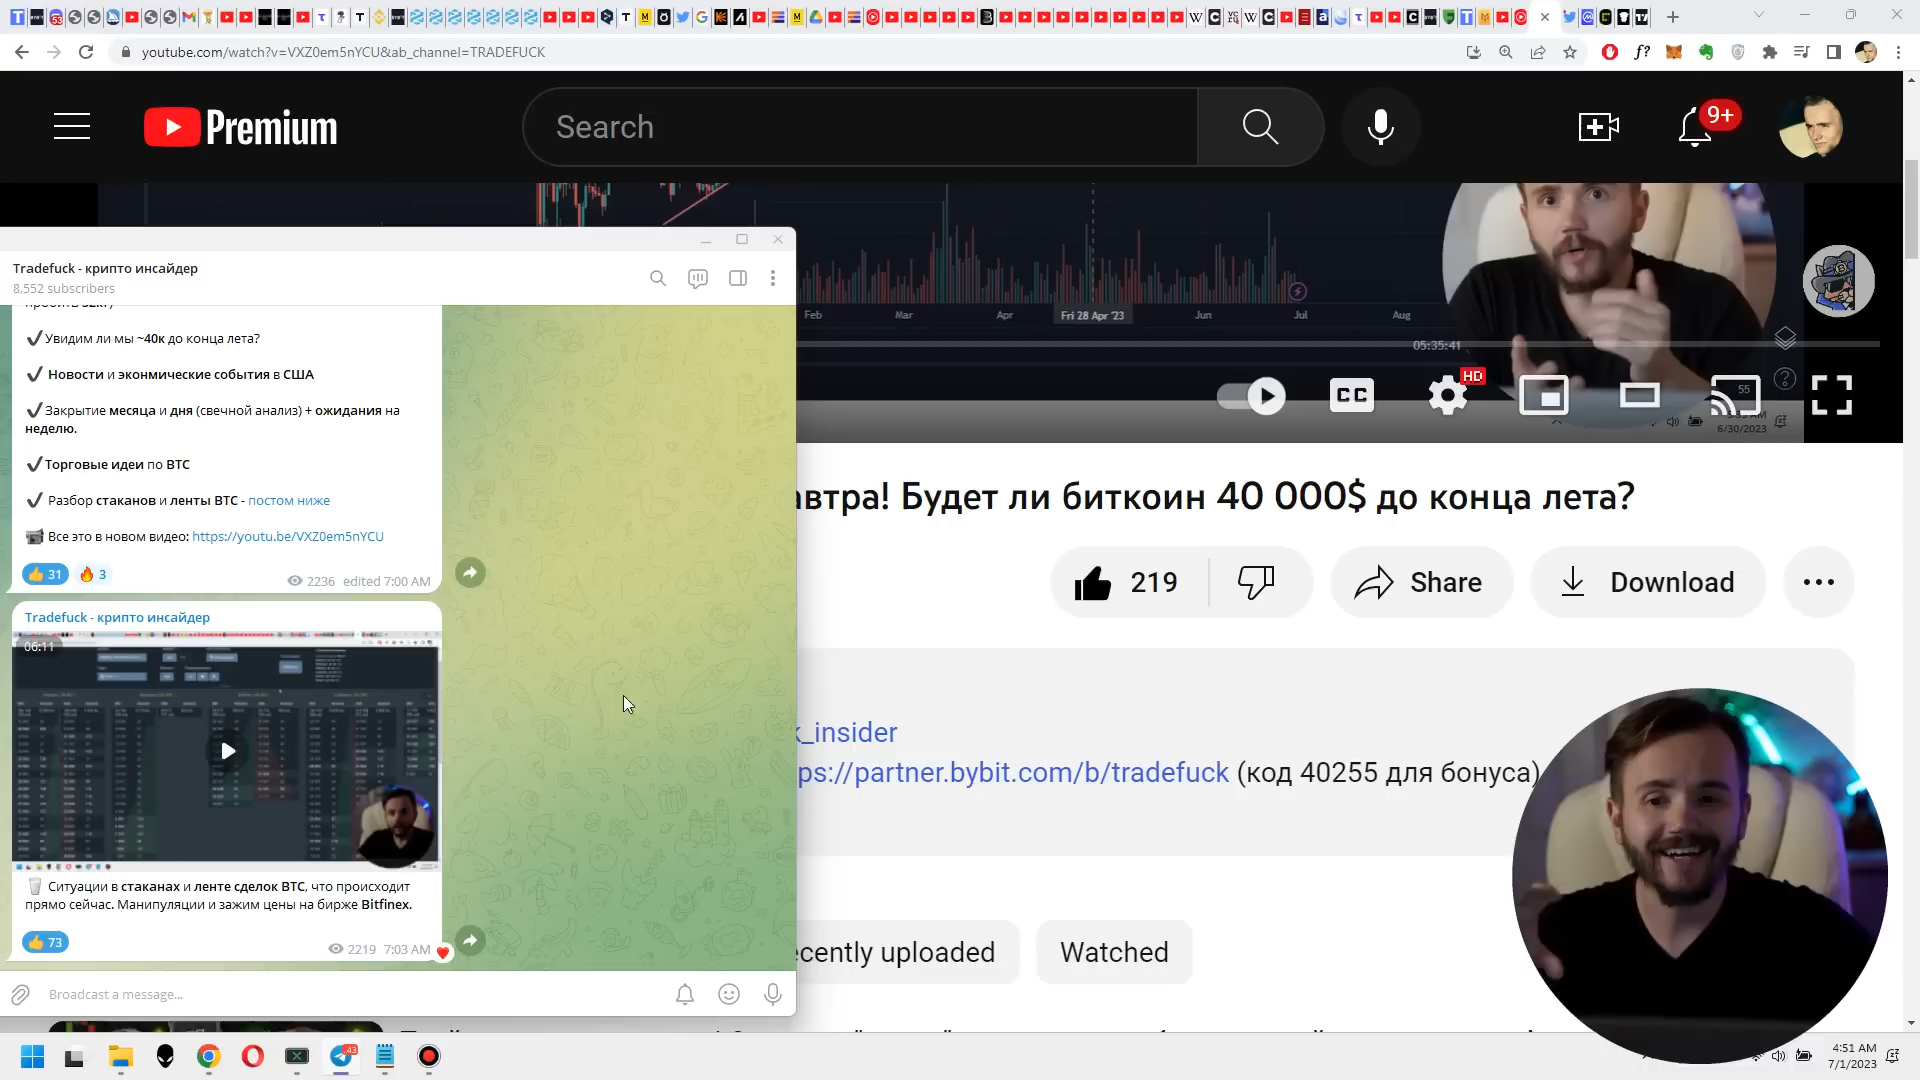 youtube.com/watch?v=VXZ0em5nYCU&ab_channel=TRADEFUCK
Premium
Search
9+
Tradefuck - крипто инсайдер
8,552 subscribers
✔Увидим ли мы ~40к до конца лета?
✔ Новости и экономические события в США
✔Закрытие месяца и дня (свечной анализ) + ожидания на
неделю.
✔Торговые идеи по BTC
✔ Разбор стаканов и ленты BTC - постом ниже
Все это в новом видео: https://youtu.be/VXZ0em5nYCU
31
3
2236 edited 7:00 AM
Tradefuck - крипто инсайдер
06:11
Ситуации в стаканах и ленте сделок BTC, что происходит
прямо сейчас. Манипуляции и зажим цены на бирже Bitfinex.
73
2219 7:03 AM
Broadcast a message...
Feb
Mar
Apr
Fri 28 Apr '23
Jun
Jul
Aug
05:35:41
HD
CC
55
6/30/2023
автра! Будет ли биткоин 40 000$ до конца лета?
219
Share
Download
k_insider
ps://partner.bybit.com/b/tradefuck (код 40255 для бонуса)
ecently uploaded
Watched
43
4:51 AM
7/1/2023